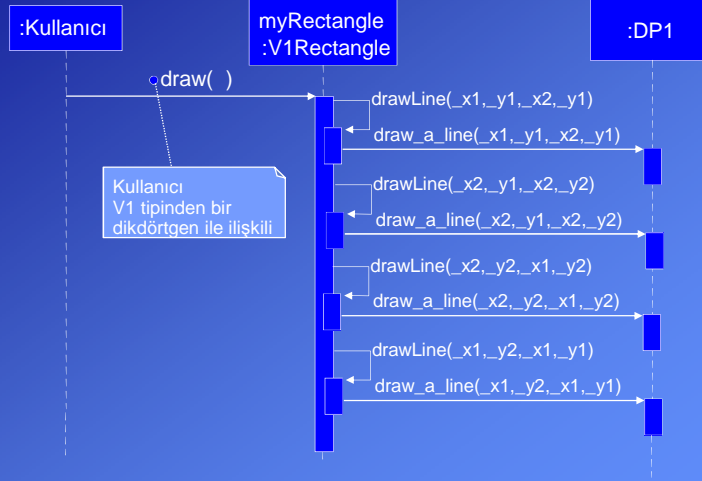 :Kullanıcı
myRectangle
:V1Rectangle
:DP1
draw( )
drawLine(_x1,_y1,_x2,_y1)
draw_a_line(_x1,_y1,_x2,_y1)
Kullanıcı
V1 tipinden bir
dikdörtgen ile ilişkili
drawLine(_x2,_y1,_x2,_y2)
draw_a_line(_x2,_y1,_x2,_y2)
drawLine(_x2,_y2,_x1,_y2)
draw_a_line(_x2,_y2,_x1,_y2)
drawLine(_x1,_y2,_x1,_y1)
draw_a_line(_x1,_y2,_x1,_y1)